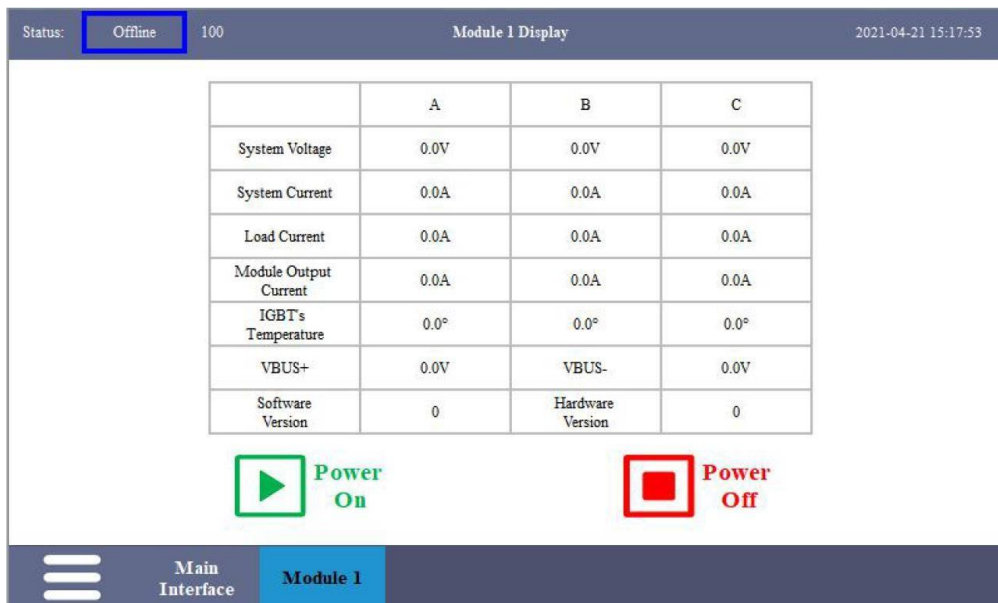 Status: Offline 100 Module 1 Display 2021-04-21 15:17:53
A B C
System Voltage 0.0V 0.0V 0.0V
System Current 0.0A 0.0A 0.0A
Load Current 0.0A 0.0A 0.0A
Module Output
Current 0.0A 0.0A 0.0A
IGBT's
Temperature 0.0° 0.0° 0.0°
VBUS+ 0.0V VBUS- 0.0V
Software
Version 0 Hardware
Version 0
Power
On
Power
Off
Main
Interface
Module 1